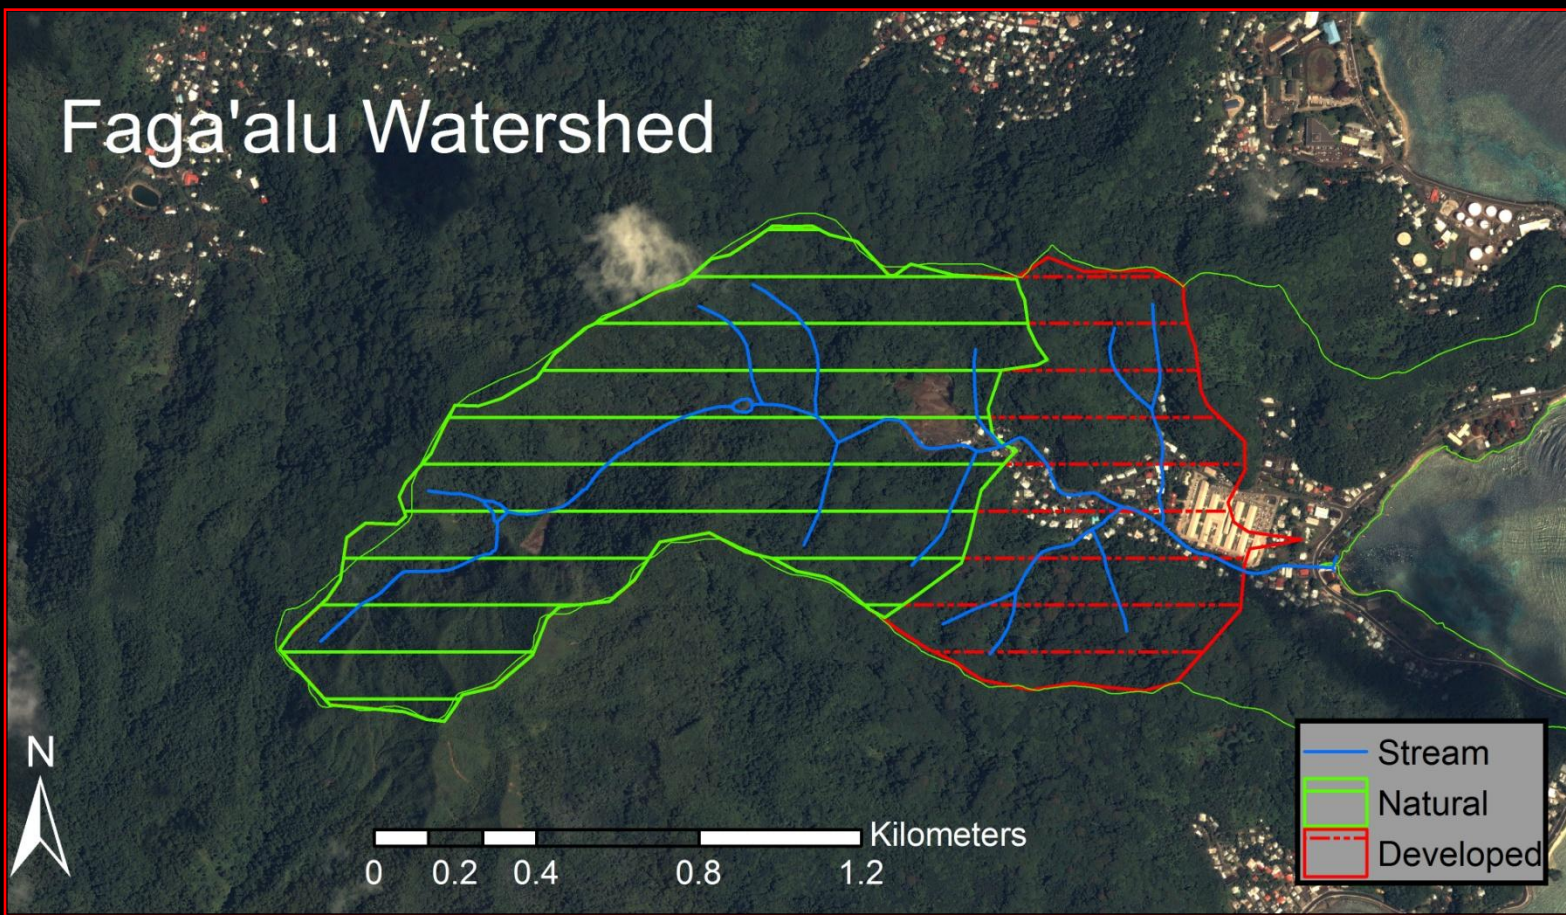 Faga'alu Watershed
N
Kilometers
0 0.2 0.4 0.8 1.2
Stream
Natural
Developed